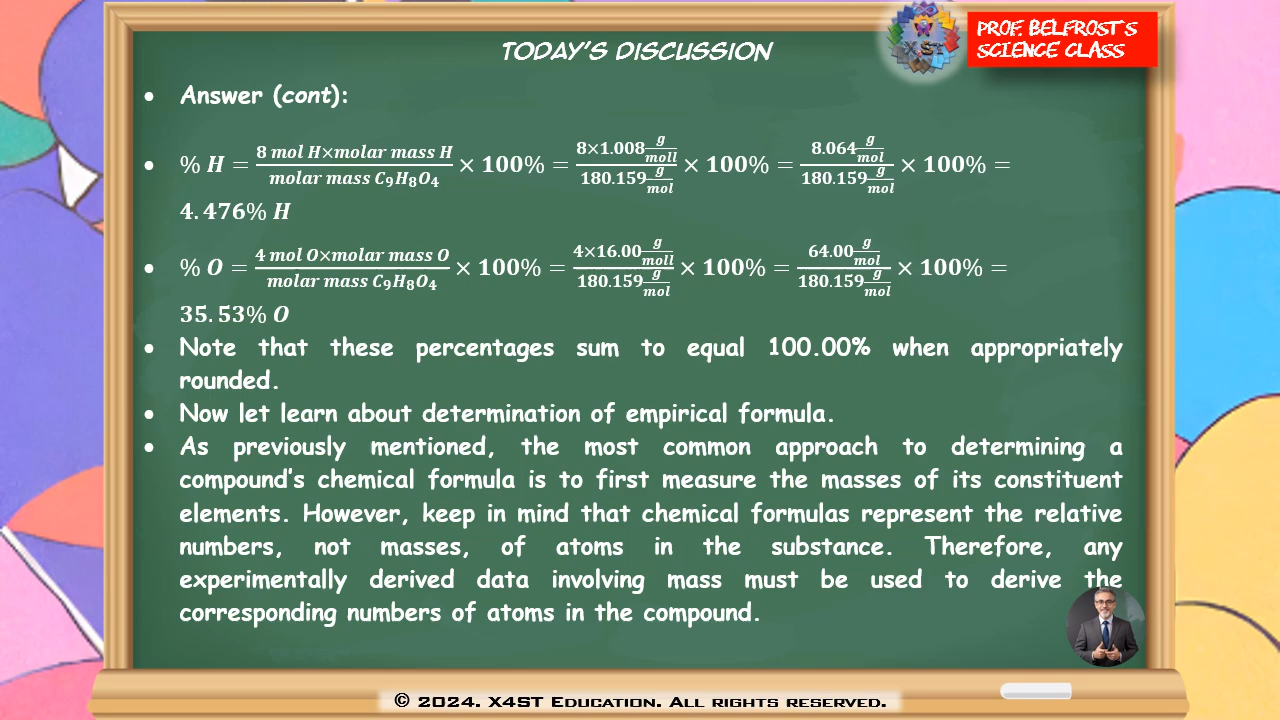 TODAY'S DISCUSSION
X4ST
PROF. BELFROST'S
SCIENCE CLASS
• Answer (cont):
• % H = (8 mol H×molar mass H)/(molar mass C₉H₈O₄) × 100% = (8×1.008 g/moll)/(180.159 g/mol) × 100% = (8.064 g/mol)/(180.159 g/mol) × 100% =
4.476% H
• % O = (4 mol O×molar mass O)/(molar mass C₉H₈O₄) × 100% = (4×16.00 g/moll)/(180.159 g/mol) × 100% = (64.00 g/mol)/(180.159 g/mol) × 100% =
35.53% O
• Note that these percentages sum to equal 100.00% when appropriately
rounded.
• Now let learn about determination of empirical formula.
• As previously mentioned, the most common approach to determining a
compound's chemical formula is to first measure the masses of its constituent
elements. However, keep in mind that chemical formulas represent the relative
numbers, not masses, of atoms in the substance. Therefore, any
experimentally derived data involving mass must be used to derive the
corresponding numbers of atoms in the compound.
© 2024. X4ST Education. All rights reserved.